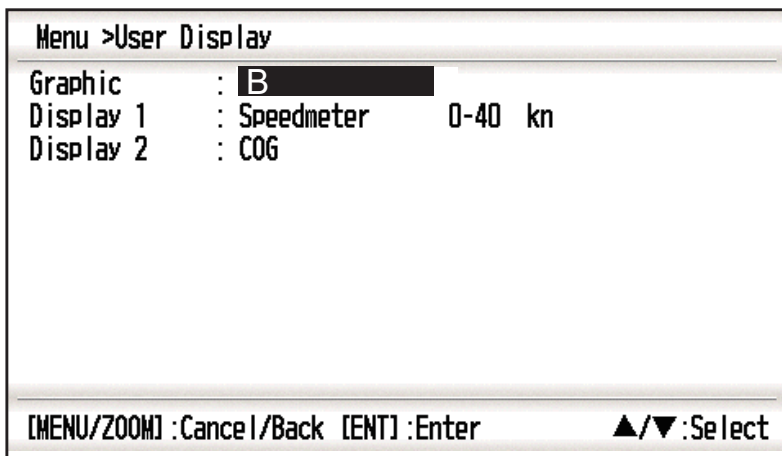 Menu >User Display
Graphic : B
Display 1 : Speedmeter 0-40 kn
Display 2 : COG
[MENU/ZOOM]:Cancel/Back [ENT]:Enter ▲/▼:Select